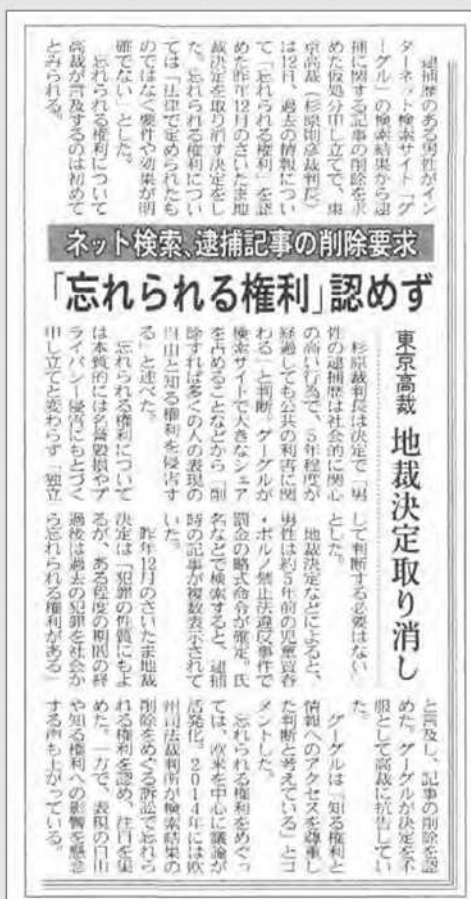 ネット検索、逮捕記事の削除要求
「忘れられる権利」認めず
東京高裁 地裁決定取り消し
逮捕歴のある男性がイン
ターネット検索サイト「グ
ーグル」の検索結果から逮
捕に関する記事の削除を求
めた仮処分申し立てで、東
京高裁(杉原則彦裁判長)
は12日、過去の情報につい
て「忘れられる権利」を認
めた昨年12月のさいたま地
裁決定を取り消す決定をし
た。忘れられる権利につい
ては「法律で定められたも
のではなく要件や効果が明
確でない」とした。
忘れられる権利について
高裁が言及するのは初めて
とみられる。
杉原裁判長は決定で「男
性の逮捕歴は社会的に関心
の高い行為で、5年程度が
経過しても公共の利害に関
わる」と判断。グーグルが
検索サイトで大きなシェア
を占めることなどから「削
除すれば多くの人の表現の
自由と知る権利を侵害す
る」と述べた。
忘れられる権利について
は本質的には名誉毀損やプ
ライバシー侵害にもとづく
申し立てと変わらず「独立
して判断する必要はない」
とした。
地裁決定などによると、
男性は約5年前の児童買春
・ポルノ禁止法違反事件で
罰金の略式命令が確定。氏
名などで検索すると、逮捕
時の記事が複数表示されて
いた。
昨年12月のさいたま地裁
決定は「犯罪の性質にもよ
るが、ある程度の期間の経
過後は過去の犯罪を社会か
ら忘れられる権利がある」
と言及し、記事の削除を認
めた。グーグルが決定を不
服として高裁に抗告してい
た。
グーグルは「知る権利と
情報へのアクセスを尊重し
た判断と考えている」とコ
メントした。
忘れられる権利をめぐっ
ては、欧米を中心に議論が
活発化。2014年には欧
州司法裁判所が検索結果の
削除をめぐる訴訟で忘れら
れる権利を認め、注目を集
めた。一方で、表現の自由
や知る権利への影響を懸念
する声も上がっている。